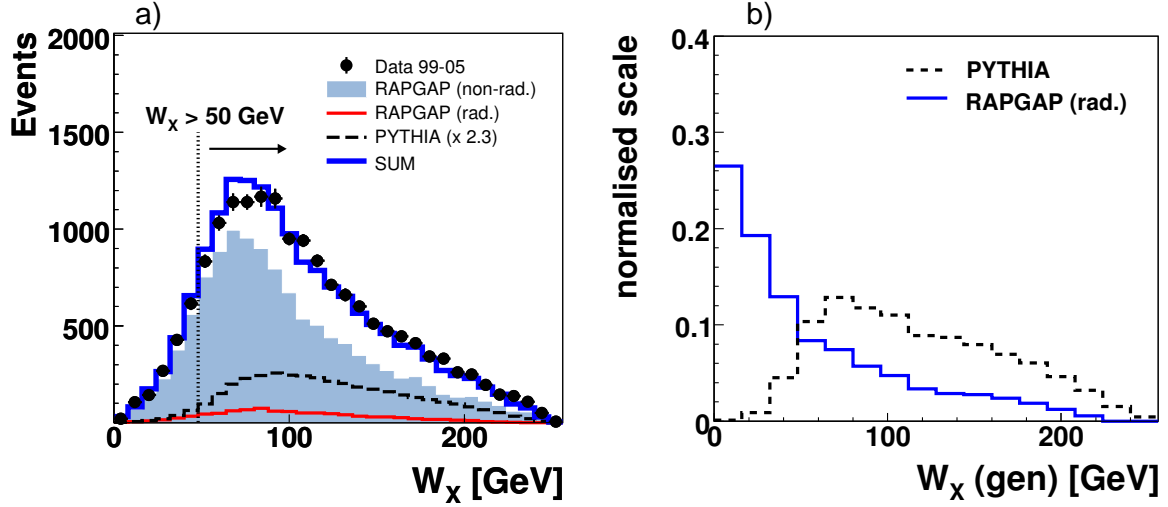 a)
Events
2000
1500
1000
500
0
0
100
200
W_X [GeV]
W_X > 50 GeV
Data 99-05
RAPGAP (non-rad.)
RAPGAP (rad.)
PYTHIA (x 2.3)
SUM
b)
normalised scale
0.4
0.3
0.2
0.1
0
0
100
200
W_X (gen) [GeV]
PYTHIA
RAPGAP (rad.)